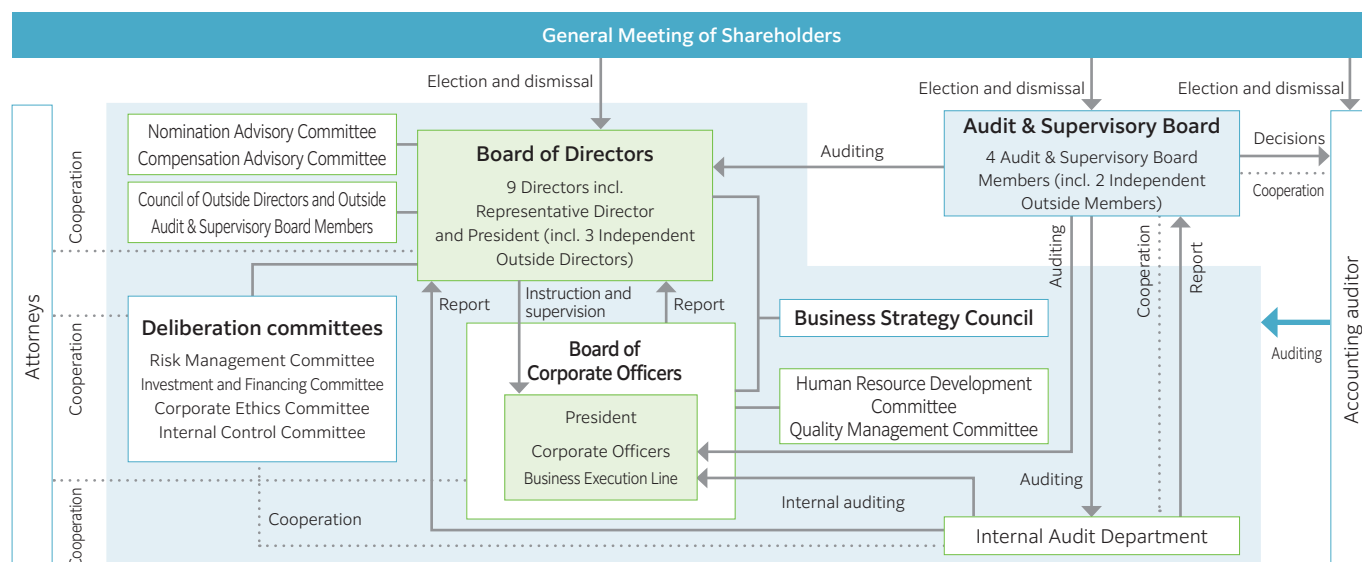 General Meeting of Shareholders
Election and dismissal
Election and dismissal
Election and dismissal
Attorneys
Cooperation
Nomination Advisory Committee
Compensation Advisory Committee
Council of Outside Directors and Outside
Audit & Supervisory Board Members
Board of Directors
9 Directors incl.
Representative Director
and President (incl. 3 Independent
Outside Directors)
Auditing
Audit & Supervisory Board
4 Audit & Supervisory Board
Members (incl. 2 Independent
Outside Members)
Decisions
Cooperation
Accounting auditor
Auditing
Cooperation
Report
Auditing
Report
Instruction and
supervision
Report
Cooperation
Deliberation committees
Risk Management Committee
Investment and Financing Committee
Corporate Ethics Committee
Internal Control Committee
Board of
Corporate Officers
President
Corporate Officers
Business Execution Line
Business Strategy Council
Human Resource Development
Committee
Quality Management Committee
Cooperation
Cooperation
Internal auditing
Auditing
Internal Audit Department